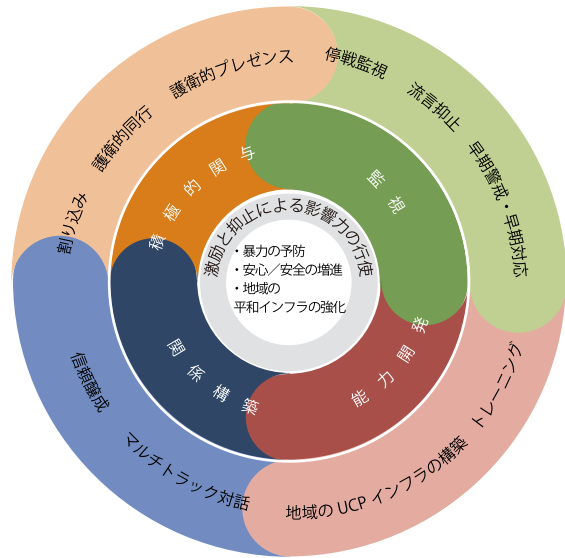 護衛的プレゼンス
護衛的同行
割り込み
停戦監視
流言抑止
早期警戒・早期対応
トレーニング
地域の UCP インフラの構築
マルチトラック対話
信頼醸成
積極的関与
監視
能力開発
関係構築
激励と抑止による影響力の行使
・暴力の予防
・安心／安全の増進
・地域の
平和インフラの強化